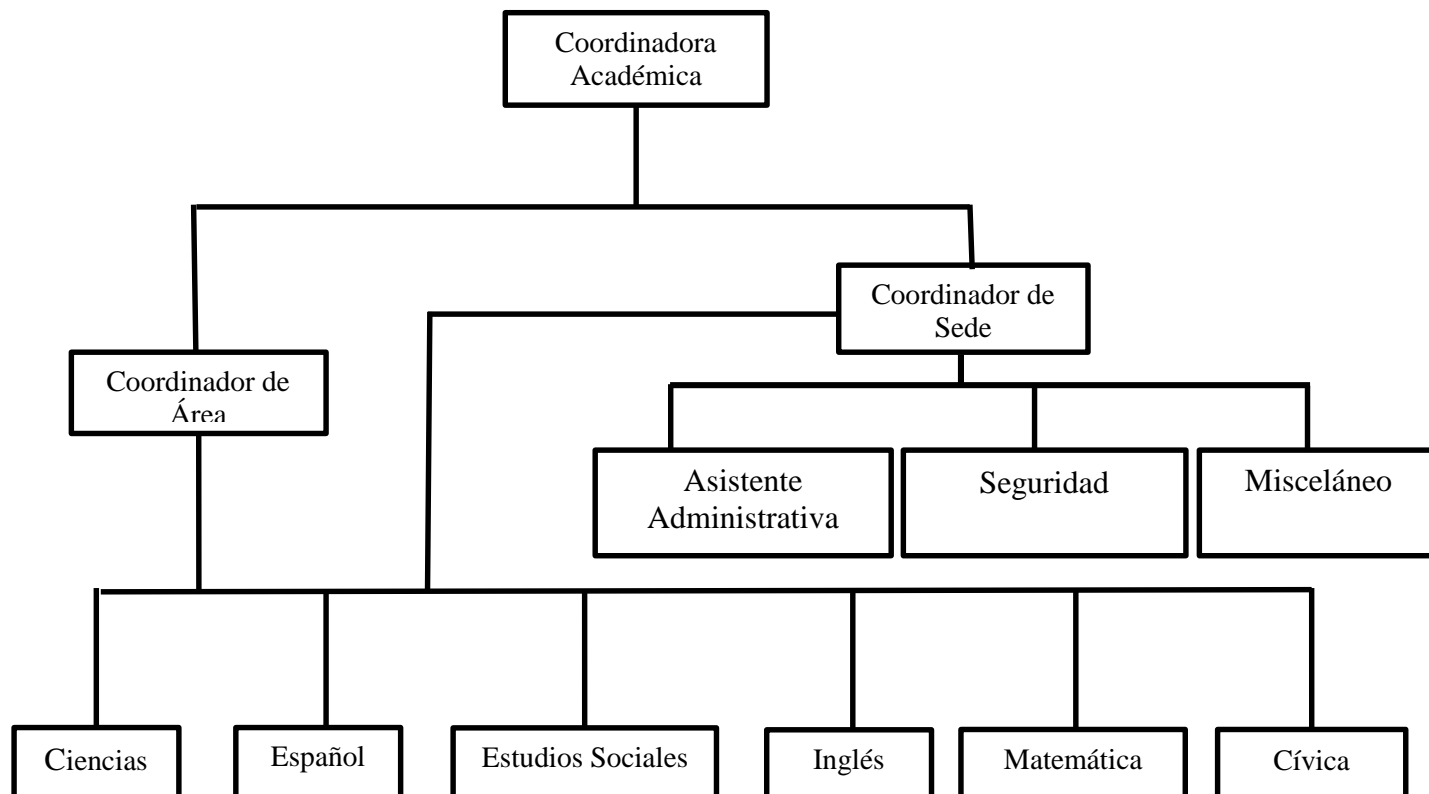 Coordinadora
Académica
Coordinador de
Sede
Coordinador de
Área
Asistente
Administrativa
Seguridad
Misceláneo
Ciencias
Español
Estudios Sociales
Inglés
Matemática
Cívica